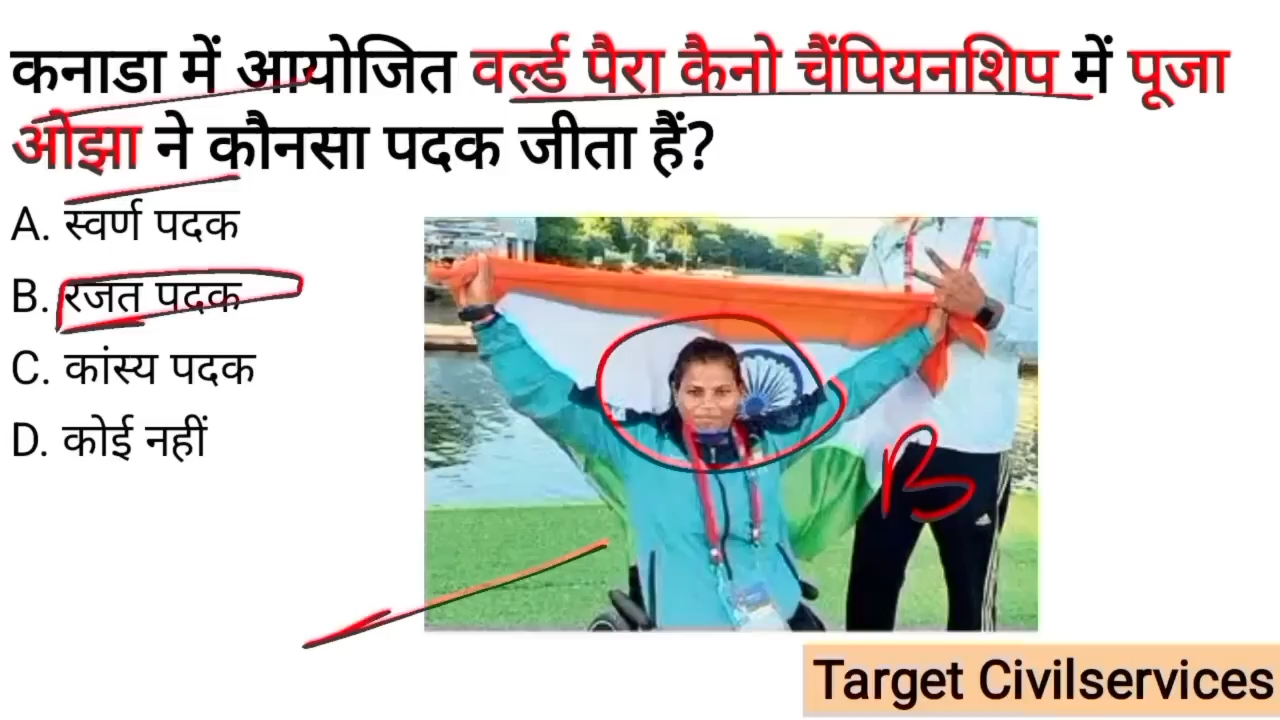 कनाडा में आयोजित वर्ल्ड पैरा कैनो चैंपियनशिप में पूजा
ओझा ने कौनसा पदक जीता हैं?
A. स्वर्ण पदक
B. रजत पदक
C. कांस्य पदक
D. कोई नहीं
B
Target Civilservices